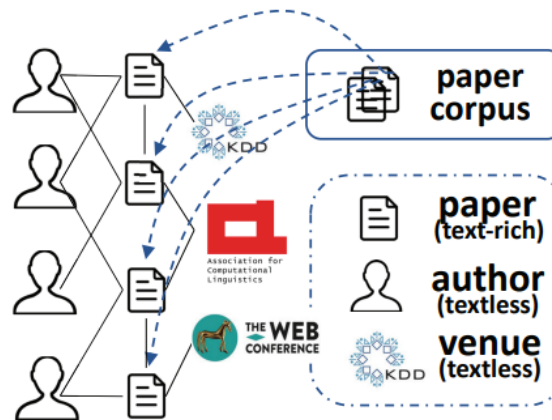 paper
corpus
KDD
Association for
Computational
Linguistics
THE WEB
CONFERENCE
paper
(text-rich)
author
(textless)
venue
(textless)
KDD